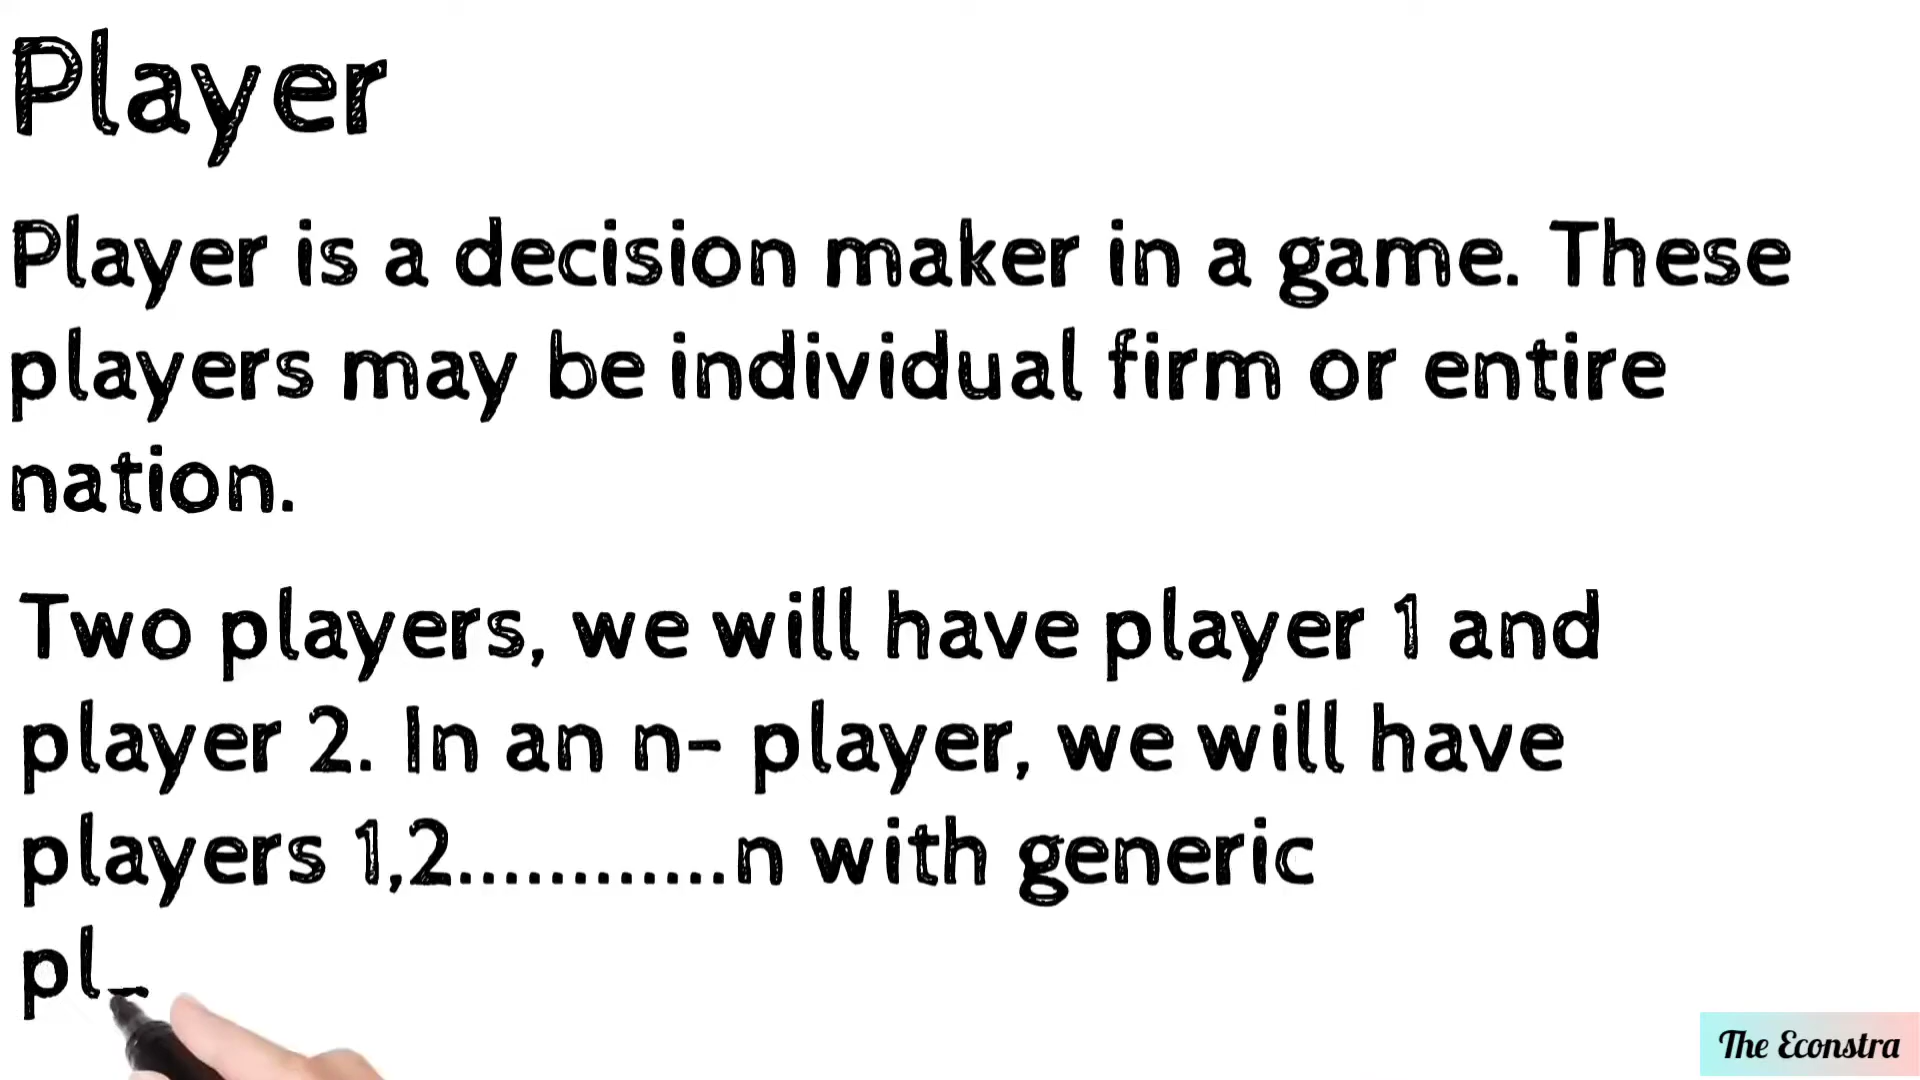 Player
Player is a decision maker in a game. These
players may be individual firm or entire
nation.
Two players, we will have player 1 and
player 2. In an n- player, we will have
players 1,2............n with generic
pl
The Econstra